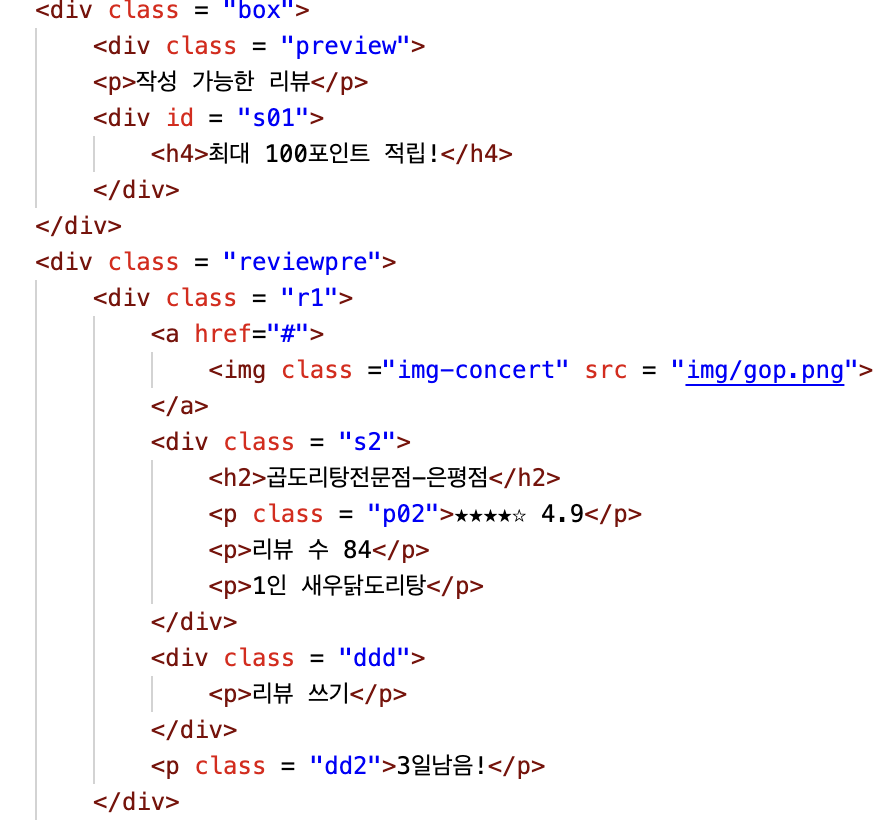 <div class = "box">
<div class = "preview">
<p>작성 가능한 리뷰</p>
<div id = "s01">
<h4>최대 100포인트 적립!</h4>
</div>
</div>
<div class = "reviewpre">
<div class = "r1">
<a href="#">
<img class ="img-concert" src = "img/gop.png">
</a>
<div class = "s2">
<h2>곱도리탕전문점-은평점</h2>
<p class = "p02">★★★★☆ 4.9</p>
<p>리뷰 수 84</p>
<p>1인 새우닭도리탕</p>
</div>
<div class = "ddd">
<p>리뷰 쓰기</p>
</div>
<p class = "dd2">3일남음!</p>
</div>